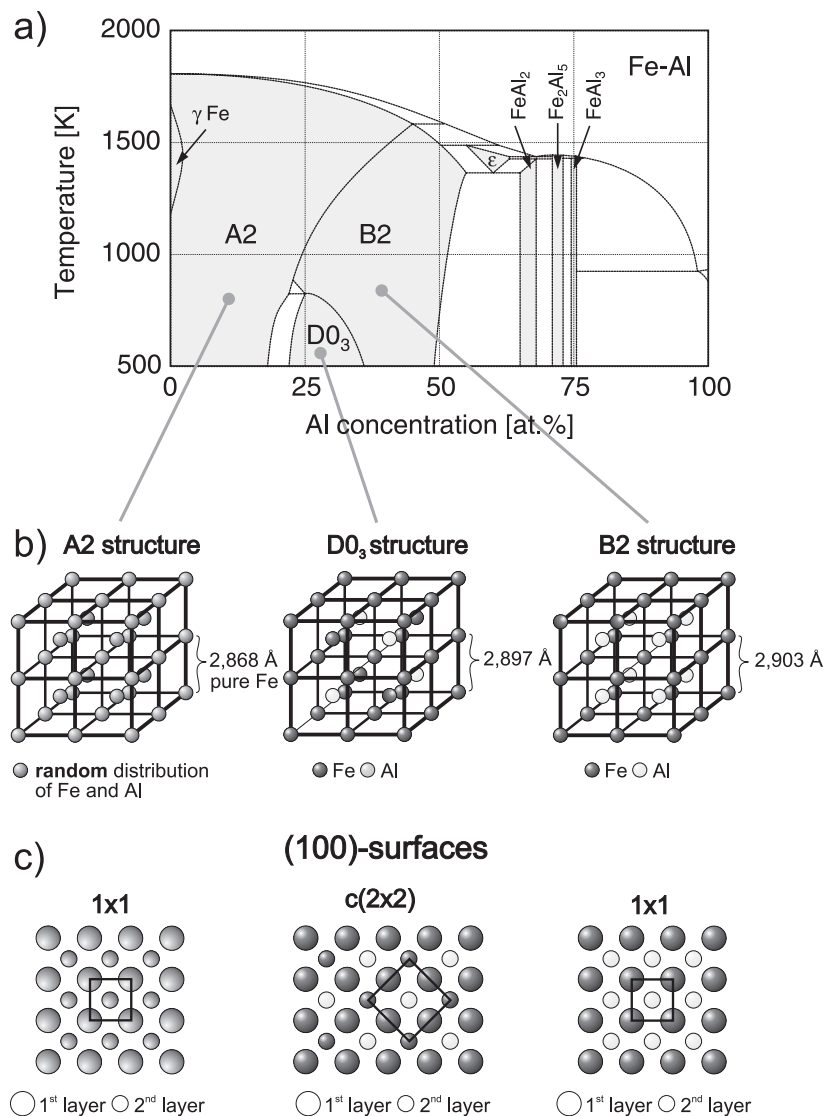 a)
2000
1500
1000
500
Temperature [K]
0
25
50
75
100
Al concentration [at.%]
Fe-Al
γ Fe
A2
B2
D0₃
ε
FeAl₂
Fe₂Al₅
FeAl₃
b)
A2 structure
D0₃ structure
B2 structure
2,868 Å
pure Fe
2,897 Å
2,903 Å
random distribution
of Fe and Al
Fe Al
Fe Al
c)
(100)-surfaces
1x1
c(2x2)
1x1
1ˢᵗ layer 2ⁿᵈ layer
1ˢᵗ layer 2ⁿᵈ layer
1ˢᵗ layer 2ⁿᵈ layer